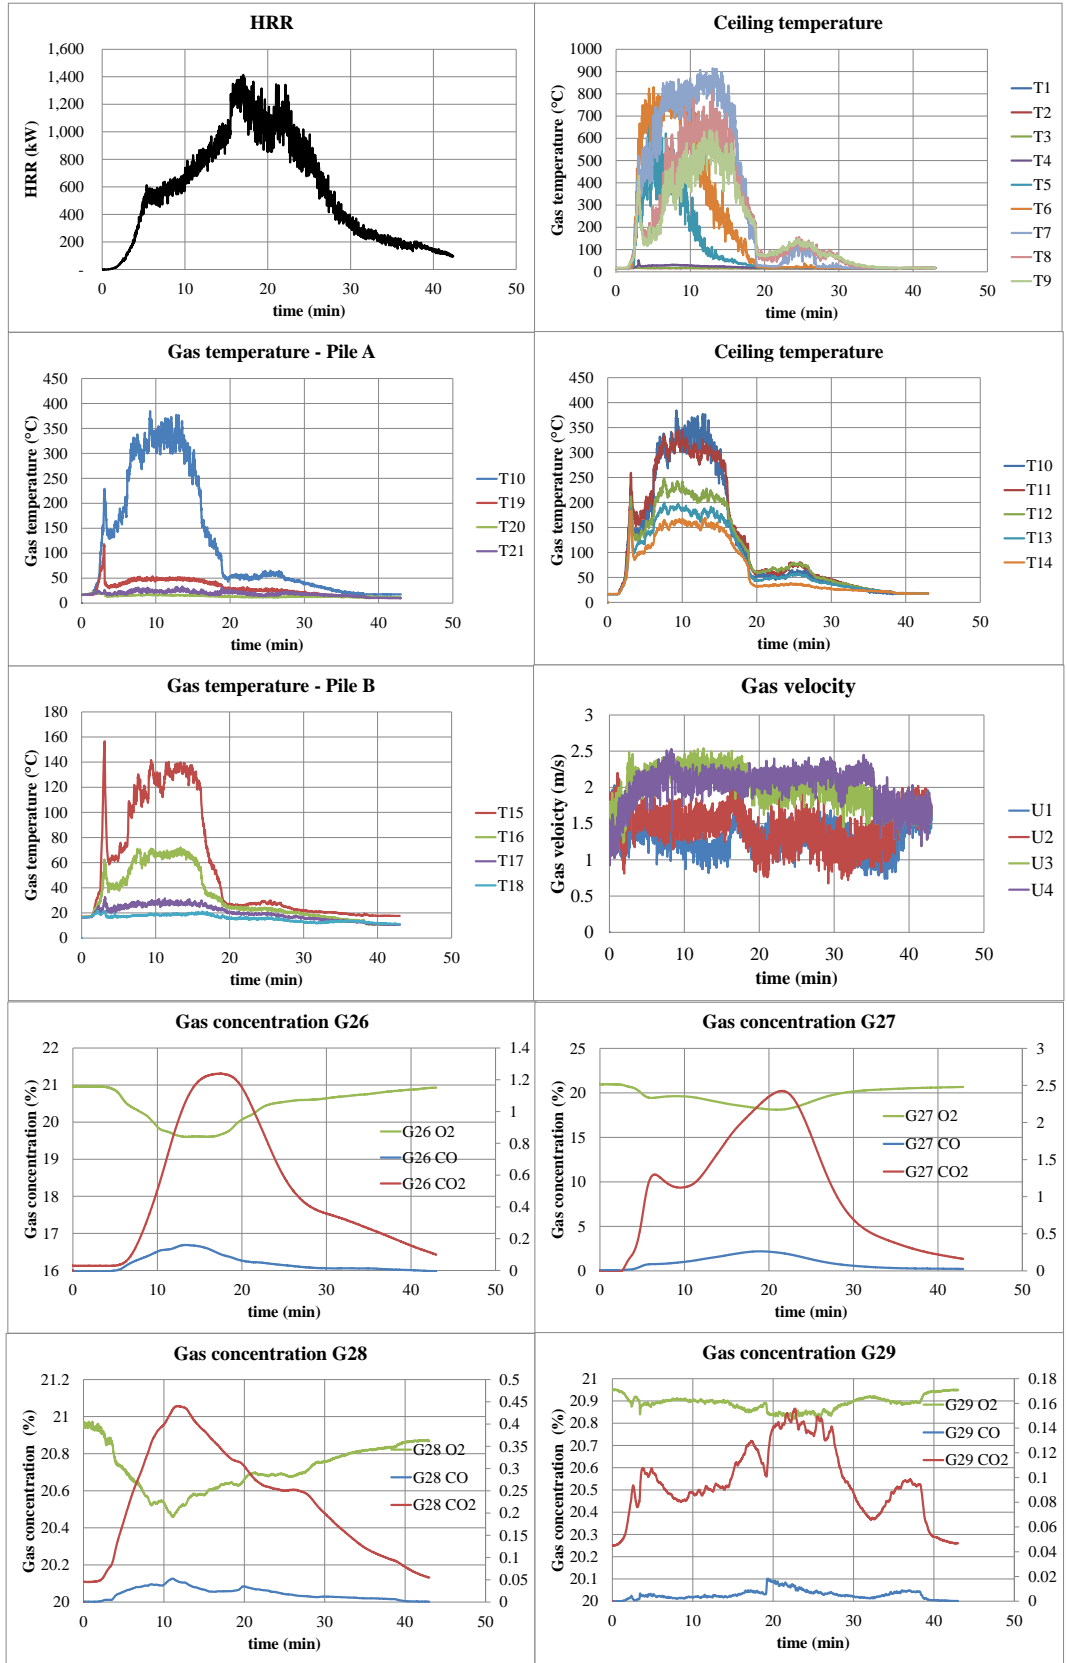 HRR
1,600
1,400
1,200
1,000
800
600
400
200
-
0 10 20 30 40 50
HRR (kW)
time (min)
Ceiling temperature
1000
900
800
700
600
500
400
300
200
100
0
0 10 20 30 40 50
Gas temperature (°C)
time (min)
T1
T2
T3
T4
T5
T6
T7
T8
T9
Gas temperature - Pile A
450
400
350
300
250
200
150
100
50
0
0 10 20 30 40 50
Gas temperature (°C)
time (min)
T10
T19
T20
T21
Ceiling temperature
450
400
350
300
250
200
150
100
50
0
0 10 20 30 40 50
Gas temperature (°C)
time (min)
T10
T11
T12
T13
T14
Gas temperature - Pile B
180
160
140
120
100
80
60
40
20
0
0 10 20 30 40 50
Gas temperature (°C)
time (min)
T15
T16
T17
T18
Gas velocity
3
2.5
2
1.5
1
0.5
0
0 10 20 30 40 50
Gas veloicty (m/s)
time (min)
U1
U2
U3
U4
Gas concentration G26
22
21
20
19
18
17
16
1.4
1.2
1
0.8
0.6
0.4
0.2
0
0 10 20 30 40 50
Gas concentration (%)
time (min)
G26 O2
G26 CO
G26 CO2
Gas concentration G27
25
20
15
10
5
0
3
2.5
2
1.5
1
0.5
0
0 10 20 30 40 50
Gas concentration (%)
time (min)
G27 O2
G27 CO
G27 CO2
Gas concentration G28
21.2
21
20.8
20.6
20.4
20.2
20
0.5
0.45
0.4
0.35
0.3
0.25
0.2
0.15
0.1
0.05
0
0 10 20 30 40 50
Gas concentration (%)
time (min)
G28 O2
G28 CO
G28 CO2
Gas concentration G29
21
20.9
20.8
20.7
20.6
20.5
20.4
20.3
20.2
20.1
20
0.18
0.16
0.14
0.12
0.1
0.08
0.06
0.04
0.02
0
0 10 20 30 40 50
Gas concentration (%)
time (min)
G29 O2
G29 CO
G29 CO2